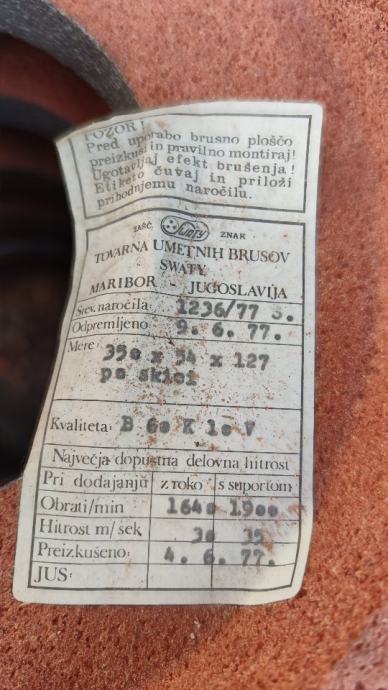 POZOR!
Pred uporabo brusno ploščo
preizkusi in pravilno montiraj!
Ugotavljaj efekt brušenja!
Etiketo čuvaj in priloži
prihodnjemu naročilu.
ZAŠČ. Swaty ZNAK
TOVARNA UMETNIH BRUSOV
SWATY
MARIBOR - JUGOSLAVIJA
Štev. naročila: 1236/77 S.
Odpremljeno: 9. 6. 77.
Mere: 350 x 54 x 127
po skici
Kvaliteta: B 60 K 10 V
Največja dopustna delovna hitrost
Pri dodajanju z roko s suportom
Obrati/min 1640 1900
Hitrost m/sek 30 35
Preizkušeno: 4. 6. 77.
JUS: